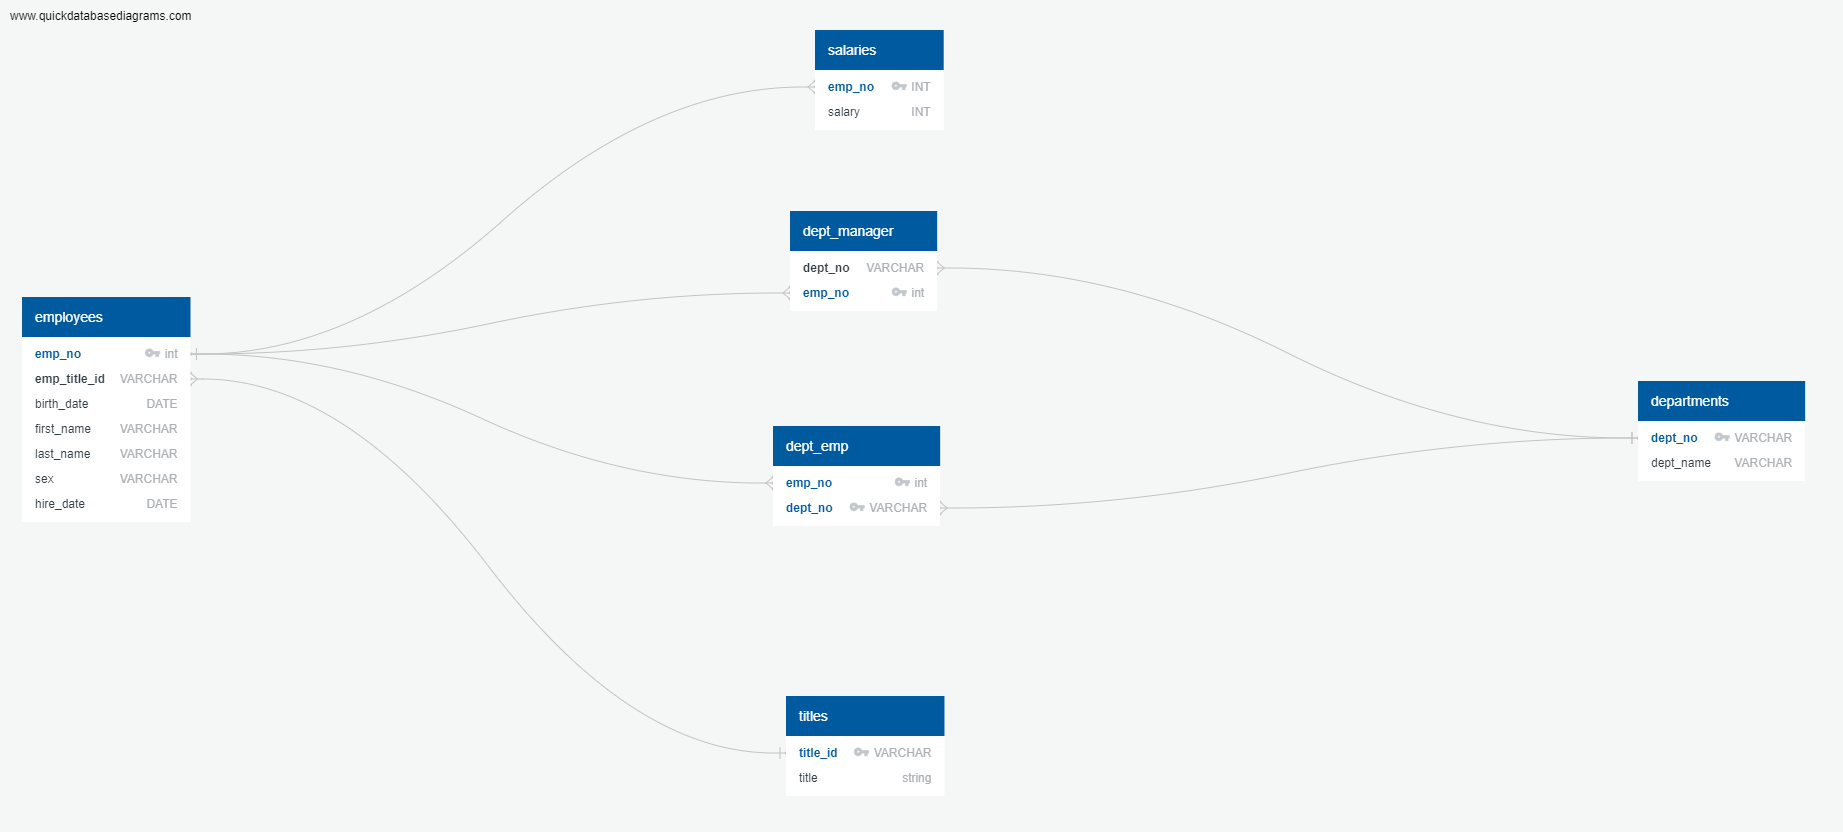 www.quickdatabasediagrams.com
salaries
emp_no INT
salary INT
dept_manager
dept_no VARCHAR
emp_no int
employees
emp_no int
emp_title_id VARCHAR
birth_date DATE
first_name VARCHAR
last_name VARCHAR
sex VARCHAR
hire_date DATE
dept_emp
emp_no int
dept_no VARCHAR
departments
dept_no VARCHAR
dept_name VARCHAR
titles
title_id VARCHAR
title string